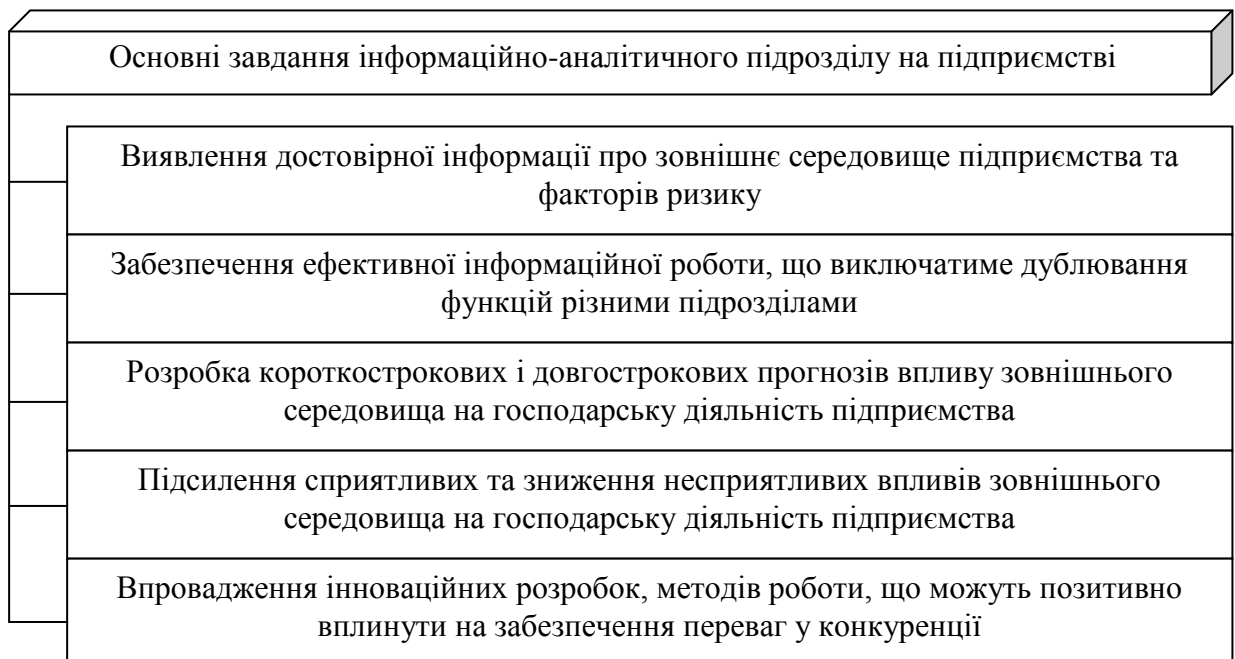 Основні завдання інформаційно-аналітичного підрозділу на підприємстві
Виявлення достовірної інформації про зовнішнє середовище підприємства та
факторів ризику
Забезпечення ефективної інформаційної роботи, що виключатиме дублювання
функцій різними підрозділами
Розробка короткострокових і довгострокових прогнозів впливу зовнішнього
середовища на господарську діяльність підприємства
Підсилення сприятливих та зниження несприятливих впливів зовнішнього
середовища на господарську діяльність підприємства
Впровадження інноваційних розробок, методів роботи, що можуть позитивно
вплинути на забезпечення переваг у конкуренції